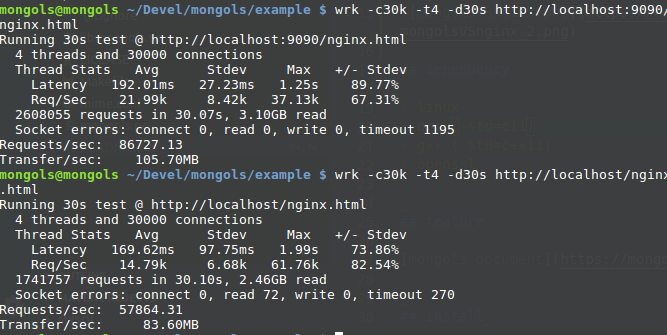 mongols@mongols ~/Devel/mongols/example $ wrk -c30k -t4 -d30s http://localhost:9090/
nginx.html
Running 30s test @ http://localhost:9090/nginx.html
  4 threads and 30000 connections
  Thread Stats   Avg      Stdev     Max   +/- Stdev
    Latency   192.01ms   27.23ms   1.25s    89.77%
    Req/Sec    21.99k     8.42k   37.13k    67.31%
  2608055 requests in 30.07s, 3.10GB read
  Socket errors: connect 0, read 0, write 0, timeout 1195
Requests/sec:  86727.13
Transfer/sec:    105.70MB
mongols@mongols ~/Devel/mongols/example $ wrk -c30k -t4 -d30s http://localhost/nginx
.html
Running 30s test @ http://localhost/nginx.html
  4 threads and 30000 connections
  Thread Stats   Avg      Stdev     Max   +/- Stdev
    Latency   169.62ms   97.75ms   1.99s    73.86%
    Req/Sec    14.79k     6.68k   61.76k    82.54%
  1741757 requests in 30.10s, 2.46GB read
  Socket errors: connect 0, read 72, write 0, timeout 270
Requests/sec:  57864.31
Transfer/sec:     83.60MB